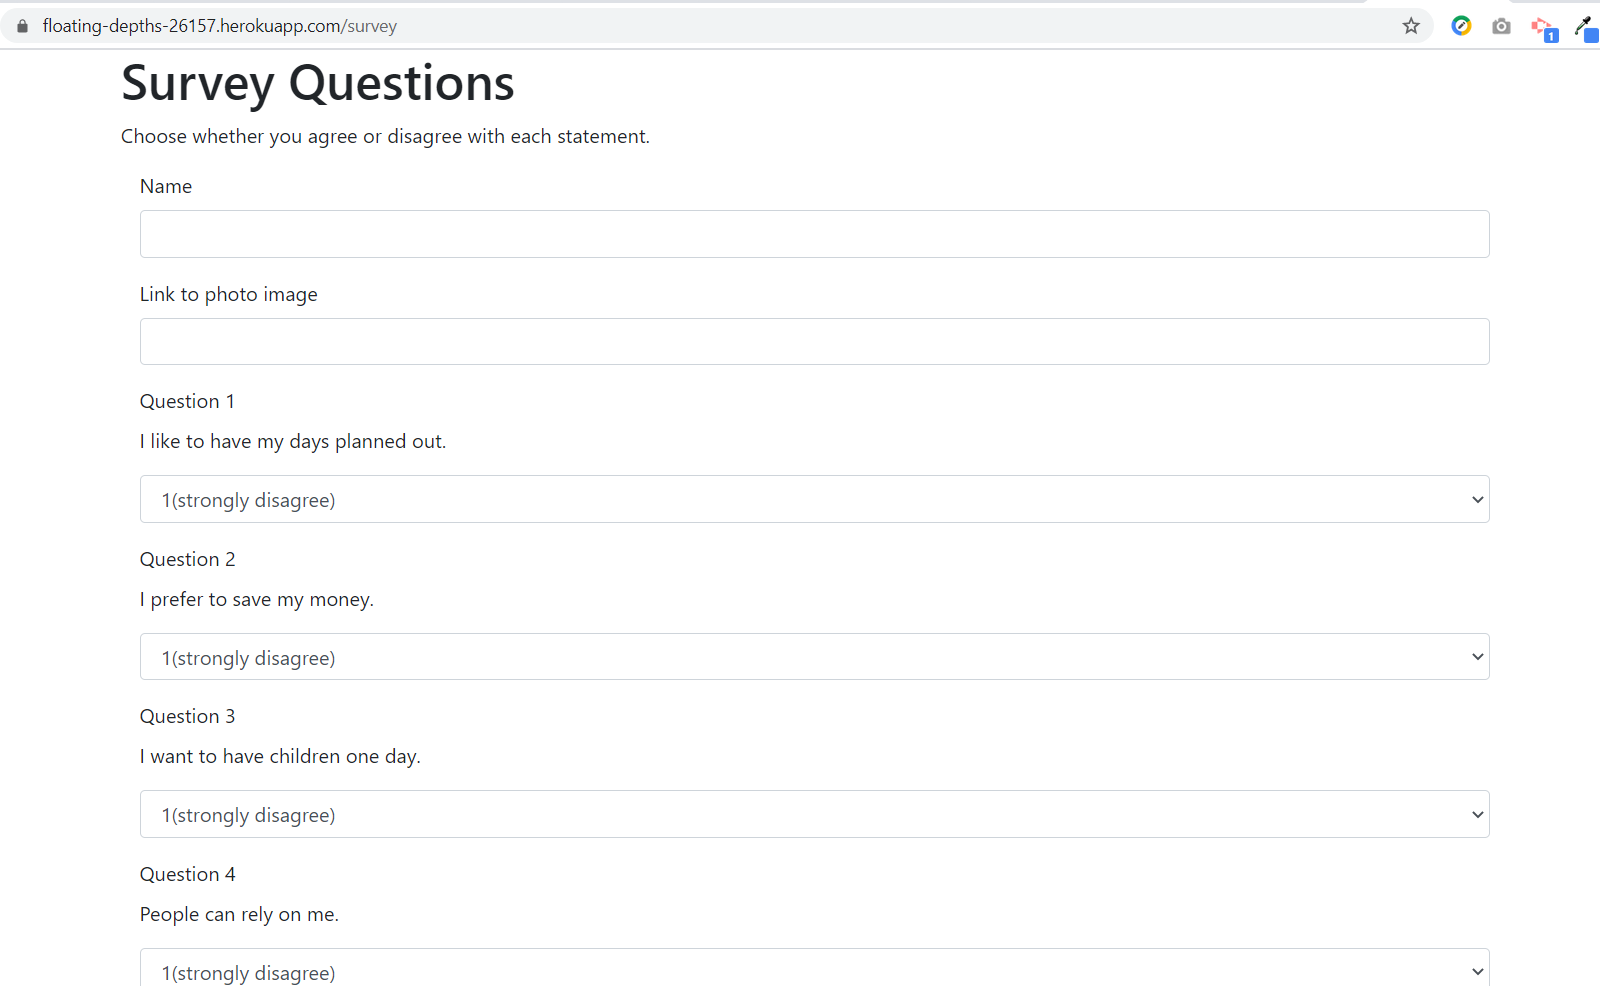 floating-depths-26157.herokuapp.com/survey
1
Survey Questions
Choose whether you agree or disagree with each statement.
Name
Link to photo image
Question 1
I like to have my days planned out.
1(strongly disagree)
Question 2
I prefer to save my money.
1(strongly disagree)
Question 3
I want to have children one day.
1(strongly disagree)
Question 4
People can rely on me.
1(strongly disagree)